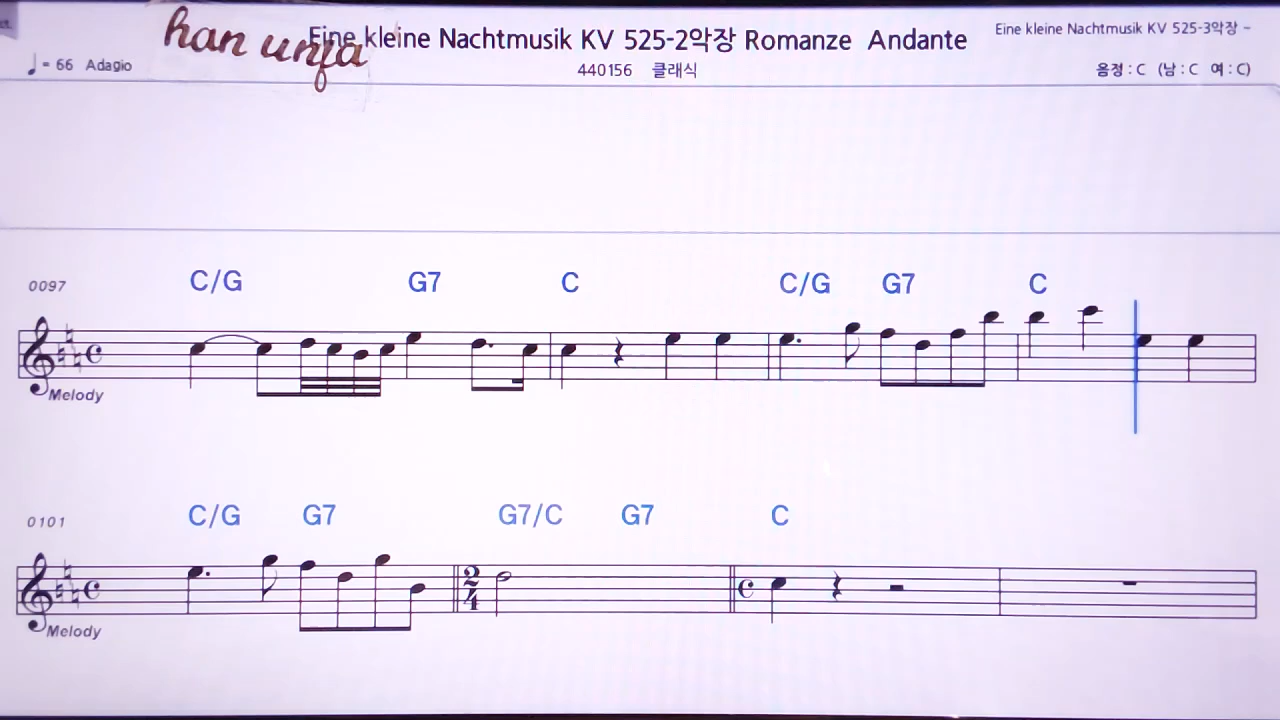 han unja
Eine kleine Nachtmusik KV 525-2악장 Romanze Andante
Eine kleine Nachtmusik KV 525-3악장 ~
♩= 66 Adagio
440156 클래식
음정 : C (남 : C 여 : C)
C/G G7 C C/G G7 C
0097
Melody
C/G G7 G7/C G7 C
0101
2
4
Melody